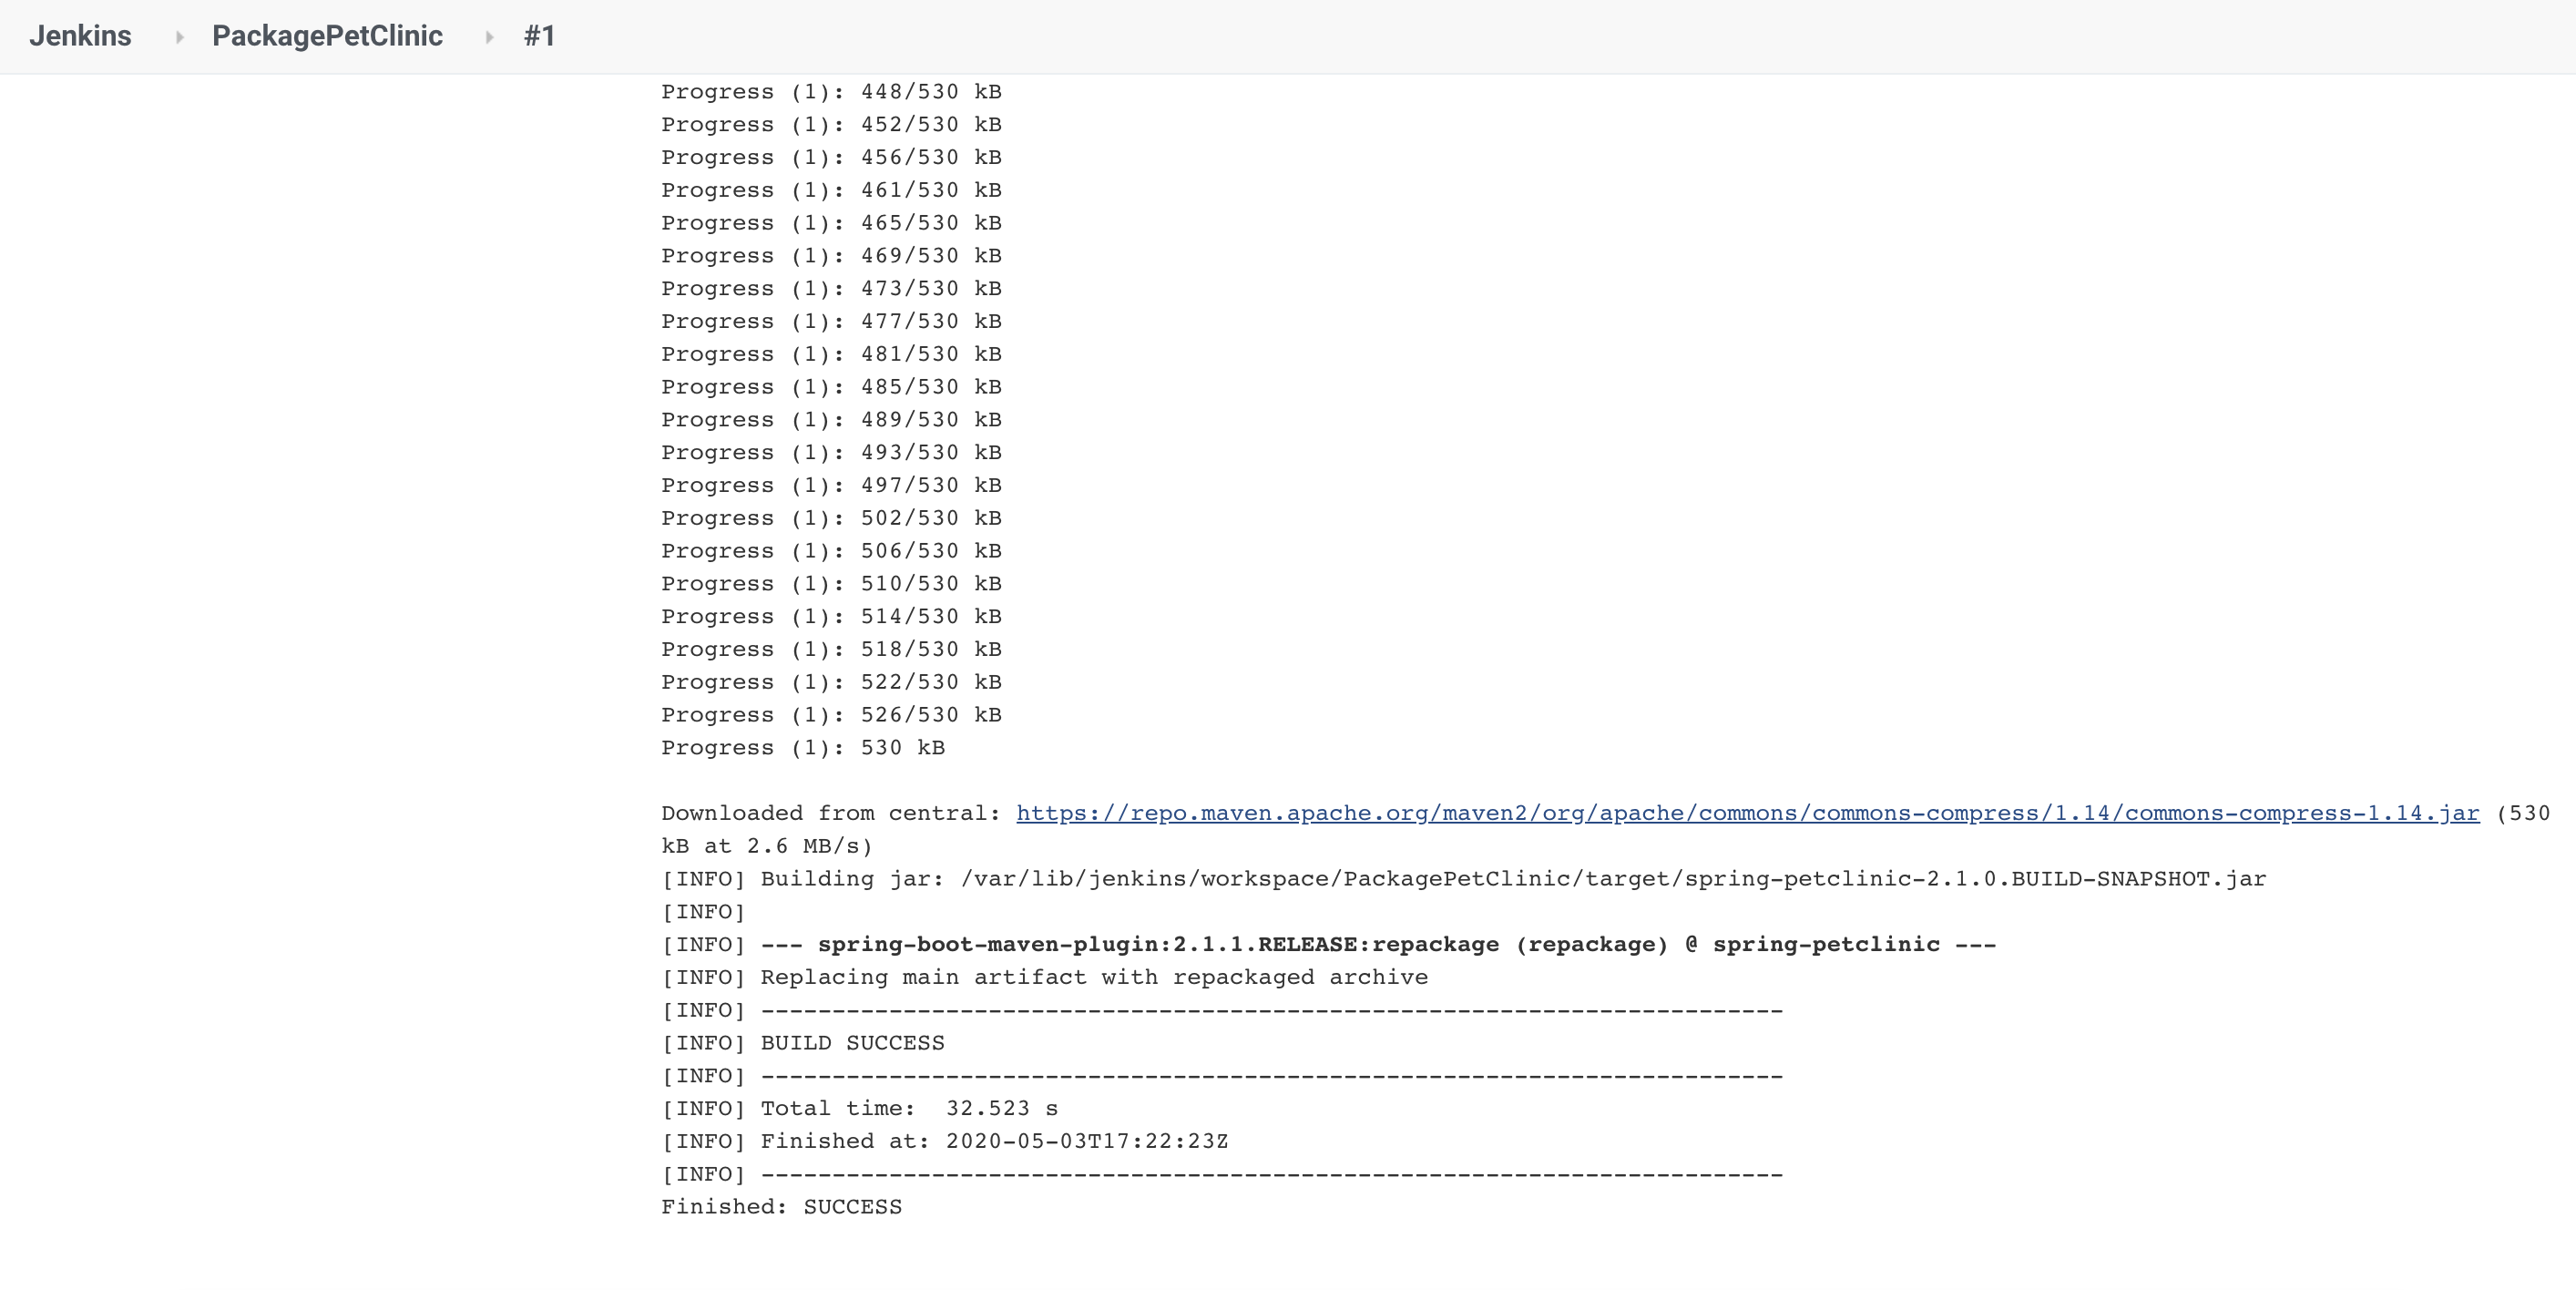 Jenkins PackagePetClinic #1
Progress (1): 448/530 kB
Progress (1): 452/530 kB
Progress (1): 456/530 kB
Progress (1): 461/530 kB
Progress (1): 465/530 kB
Progress (1): 469/530 kB
Progress (1): 473/530 kB
Progress (1): 477/530 kB
Progress (1): 481/530 kB
Progress (1): 485/530 kB
Progress (1): 489/530 kB
Progress (1): 493/530 kB
Progress (1): 497/530 kB
Progress (1): 502/530 kB
Progress (1): 506/530 kB
Progress (1): 510/530 kB
Progress (1): 514/530 kB
Progress (1): 518/530 kB
Progress (1): 522/530 kB
Progress (1): 526/530 kB
Progress (1): 530 kB
Downloaded from central: https://repo.maven.apache.org/maven2/org/apache/commons/commons-compress/1.14/commons-compress-1.14.jar (530
kB at 2.6 MB/s)
[INFO] Building jar: /var/lib/jenkins/workspace/PackagePetClinic/target/spring-petclinic-2.1.0.BUILD-SNAPSHOT.jar
[INFO]
[INFO] --- spring-boot-maven-plugin:2.1.1.RELEASE:repackage (repackage) @ spring-petclinic ---
[INFO] Replacing main artifact with repackaged archive
[INFO] ------------------------------------------------------------------------
[INFO] BUILD SUCCESS
[INFO] ------------------------------------------------------------------------
[INFO] Total time:  32.523 s
[INFO] Finished at: 2020-05-03T17:22:23Z
[INFO] ------------------------------------------------------------------------
Finished: SUCCESS